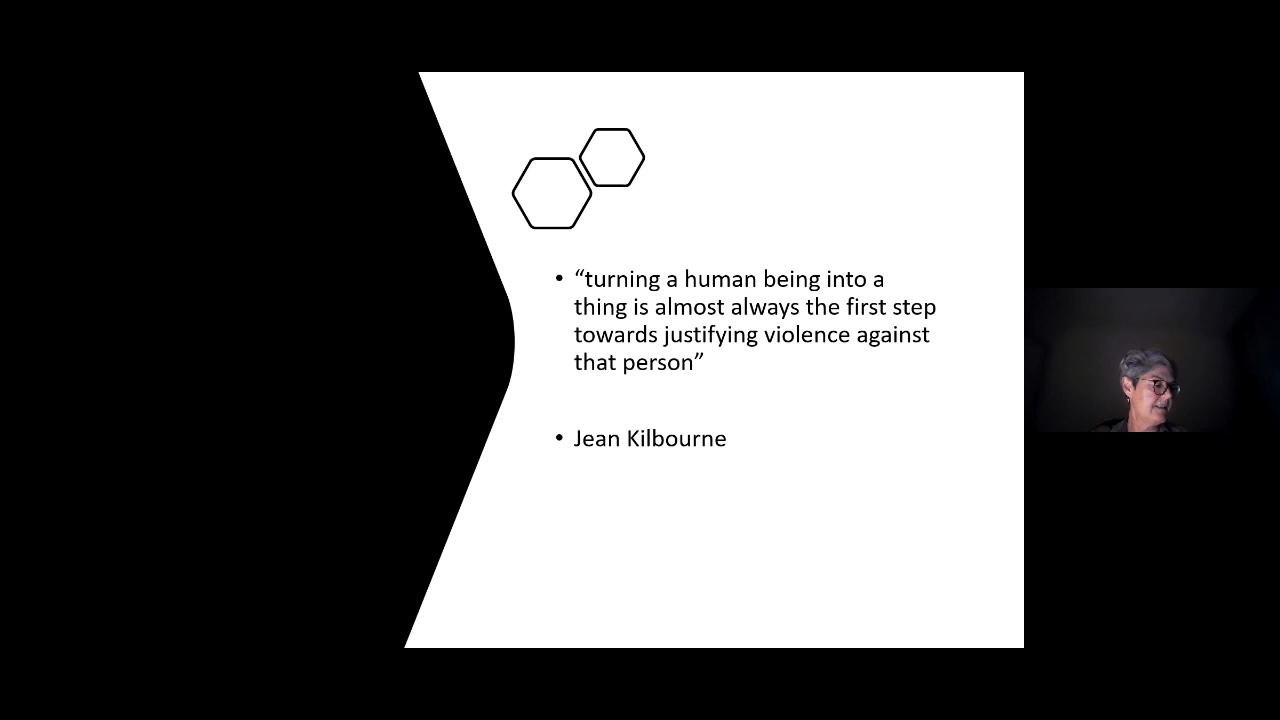 • “turning a human being into a
thing is almost always the first step
towards justifying violence against
that person”
• Jean Kilbourne